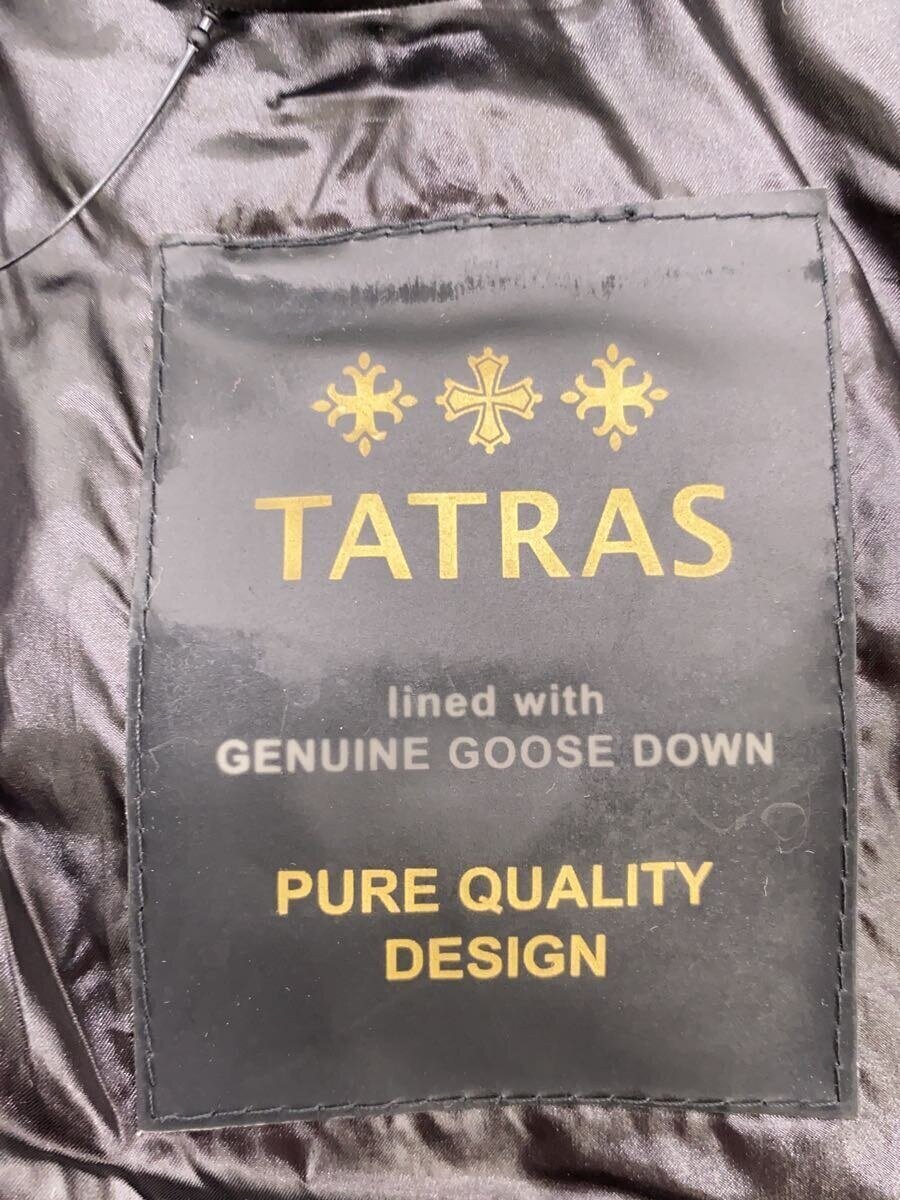 TATRAS
lined with
GENUINE GOOSE DOWN
PURE QUALITY
DESIGN